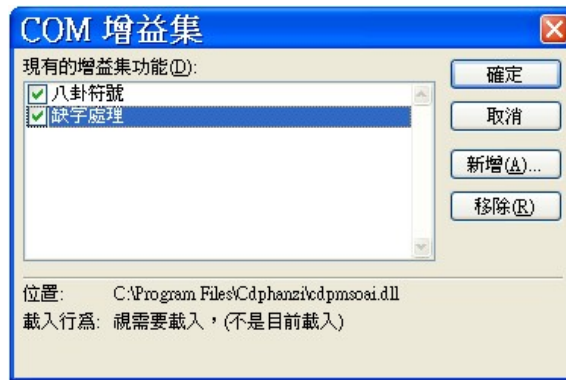 COM 增益集
現有的增益集功能(D):
八卦符號
缺字處理
確定
取消
新增(A)...
移除(R)
位置: C:\Program Files\Cdphanzi\cdpmsoai.dll
載入行為: 視需要載入，(不是目前載入)